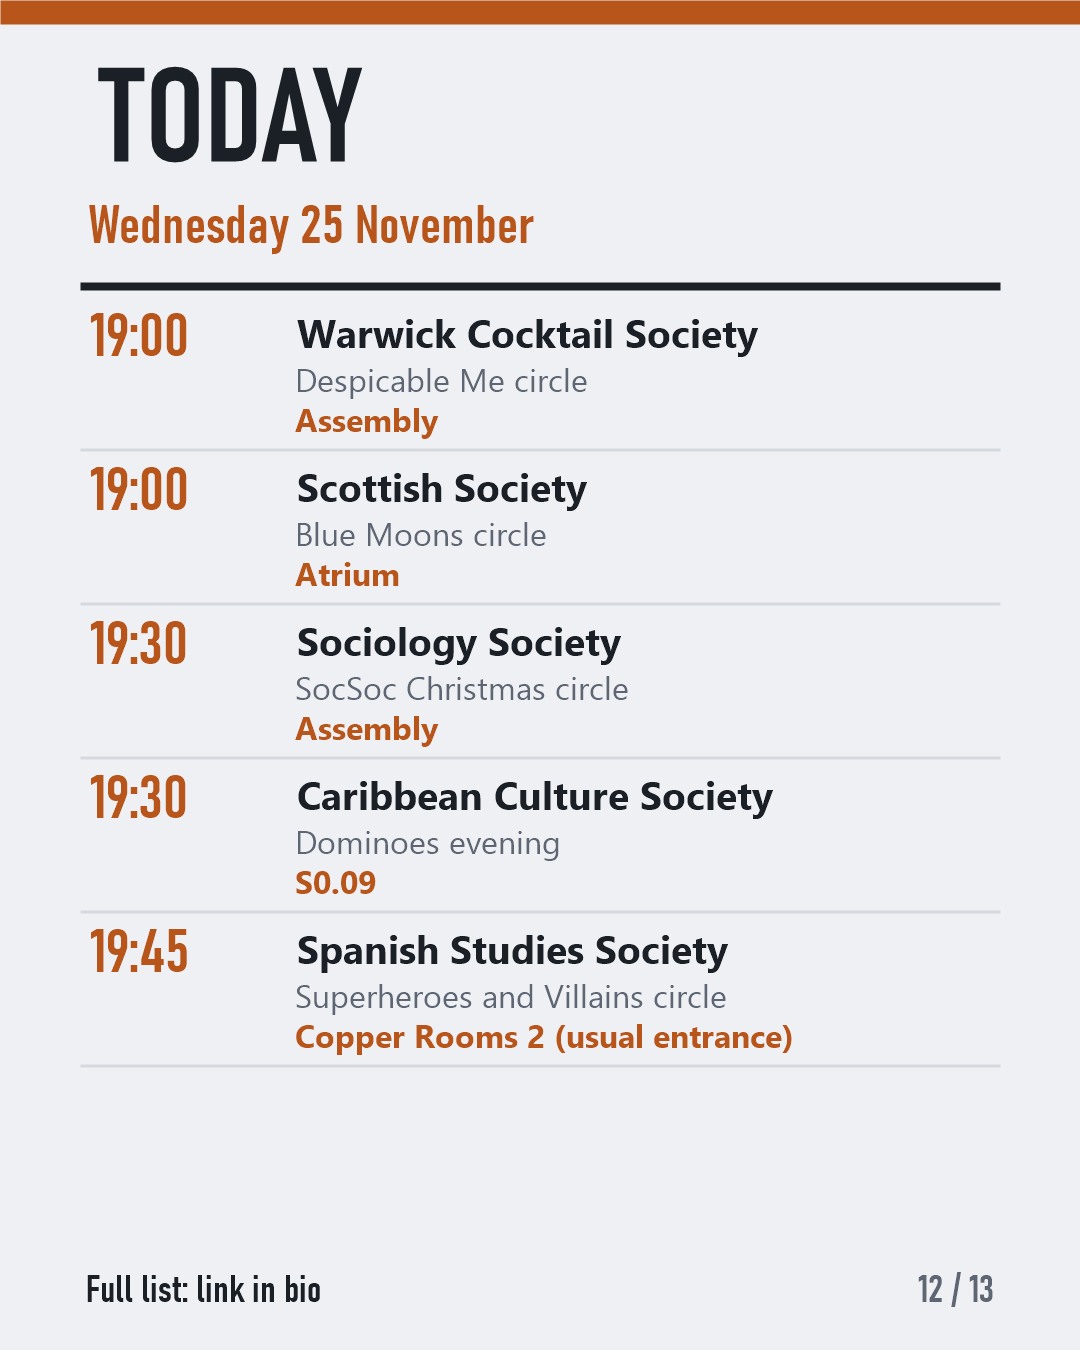 TODAY
Wednesday 25 November
19:00
Warwick Cocktail Society
Despicable Me circle
Assembly
19:00
Scottish Society
Blue Moons circle
Atrium
19:30
Sociology Society
SocSoc Christmas circle
Assembly
19:30
Caribbean Culture Society
Dominoes evening
S0.09
19:45
Spanish Studies Society
Superheroes and Villains circle
Copper Rooms 2 (usual entrance)
Full list: link in bio
12 / 13